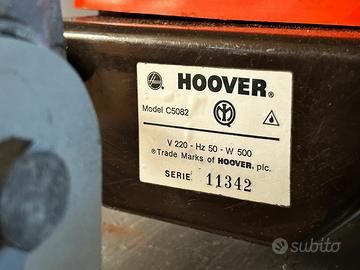 HOOVER®
Model C5082
V 220 - Hz 50 - W 500
® Trade Marks of HOOVER, plc.
SERIE 11342
subito